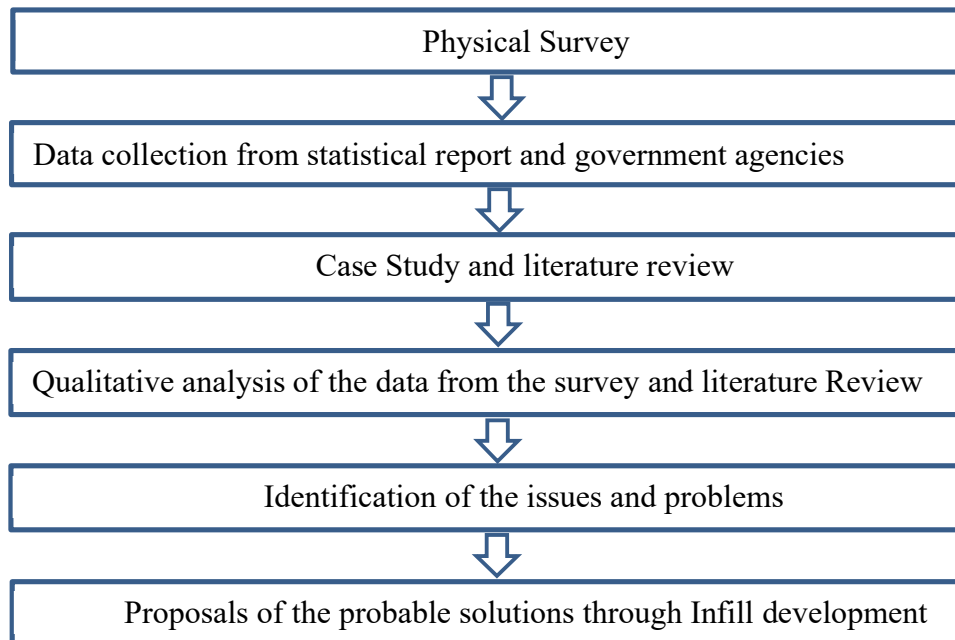 Physical Survey
Data collection from statistical report and government agencies
Case Study and literature review
Qualitative analysis of the data from the survey and literature Review
Identification of the issues and problems
Proposals of the probable solutions through Infill development